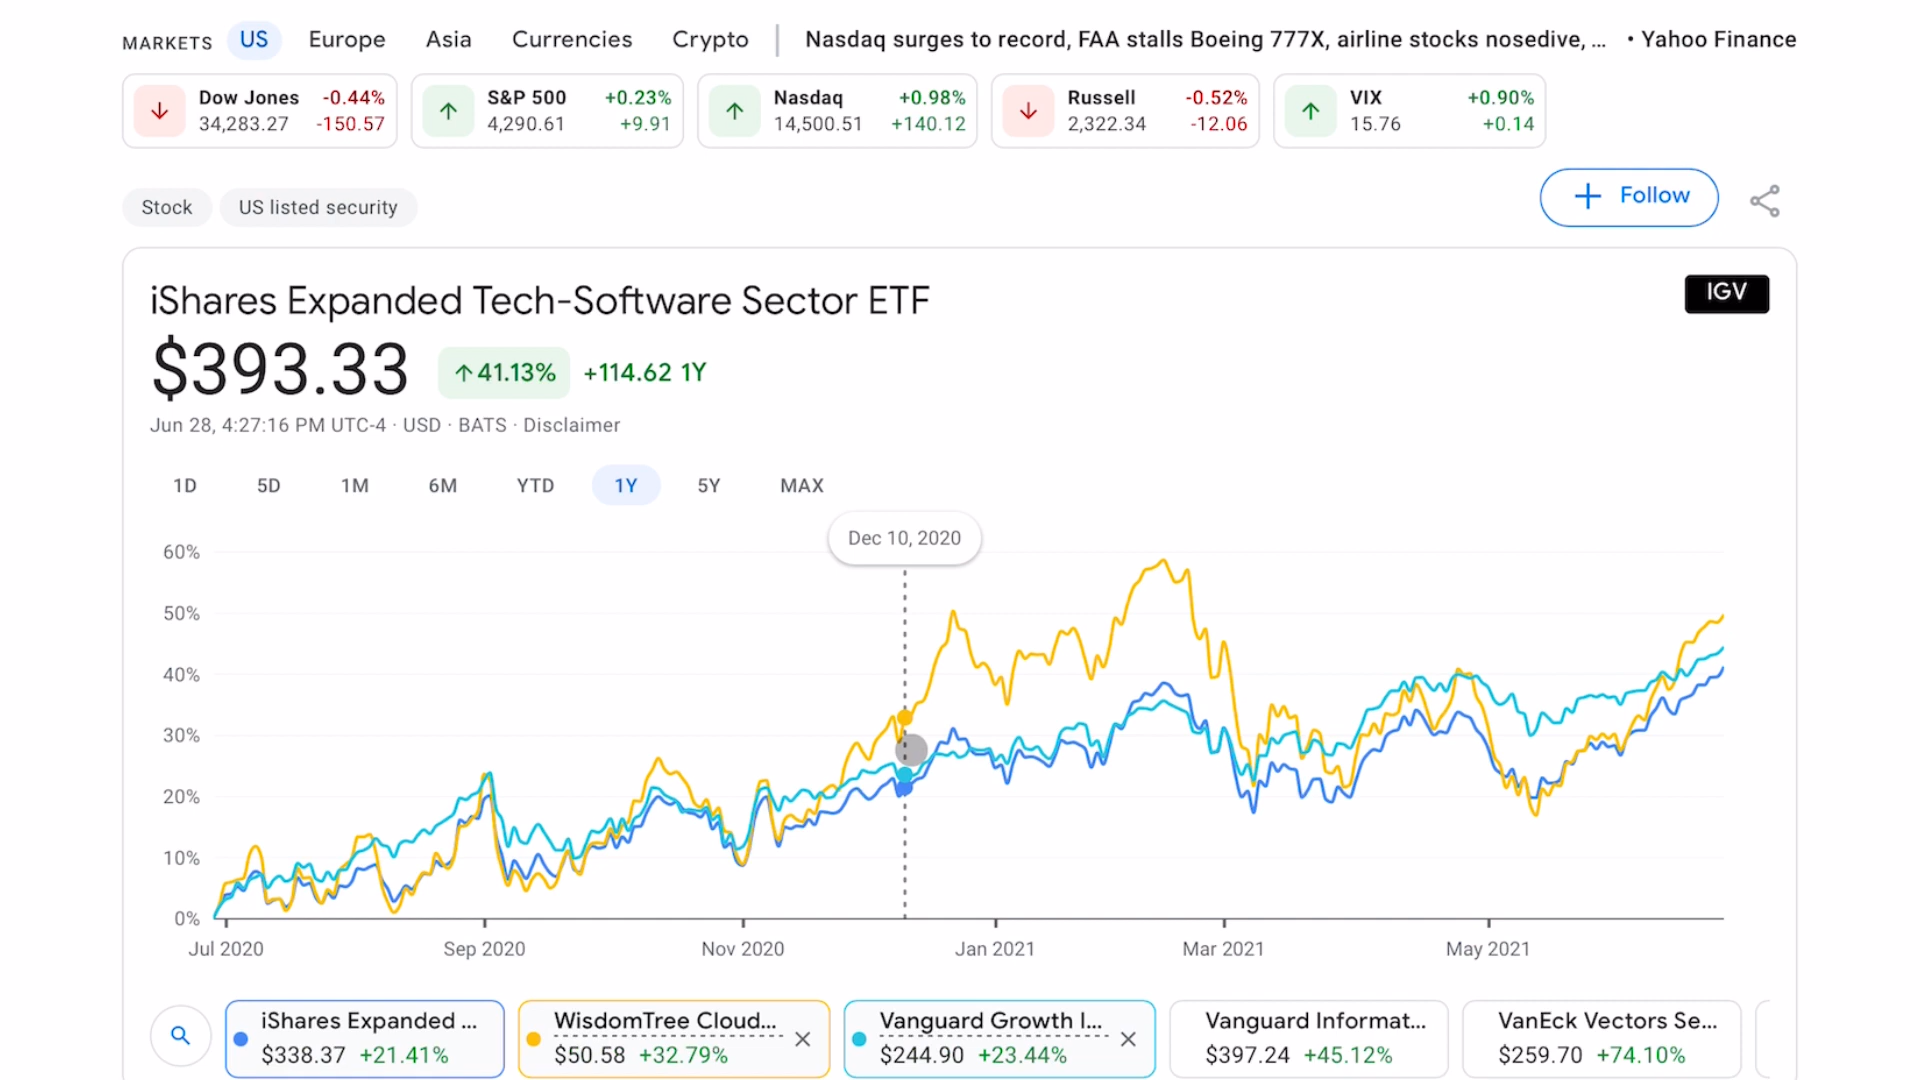 MARKETS US Europe Asia Currencies Crypto Nasdaq surges to record, FAA stalls Boeing 777X, airline stocks nosedive, ... • Yahoo Finance
Dow Jones -0.44%
34,283.27 -150.57
S&P 500 +0.23%
4,290.61 +9.91
Nasdaq +0.98%
14,500.51 +140.12
Russell -0.52%
2,322.34 -12.06
VIX +0.90%
15.76 +0.14
Stock US listed security
Follow
iShares Expanded Tech-Software Sector ETF
IGV
$393.33 41.13% +114.62 1Y
Jun 28, 4:27:16 PM UTC-4 · USD · BATS · Disclaimer
1D 5D 1M 6M YTD 1Y 5Y MAX
Dec 10, 2020
60%
50%
40%
30%
20%
10%
0%
Jul 2020 Sep 2020 Nov 2020 Jan 2021 Mar 2021 May 2021
iShares Expanded ...
$338.37 +21.41%
WisdomTree Cloud...
$50.58 +32.79%
Vanguard Growth I...
$244.90 +23.44%
Vanguard Informat...
$397.24 +45.12%
VanEck Vectors Se...
$259.70 +74.10%